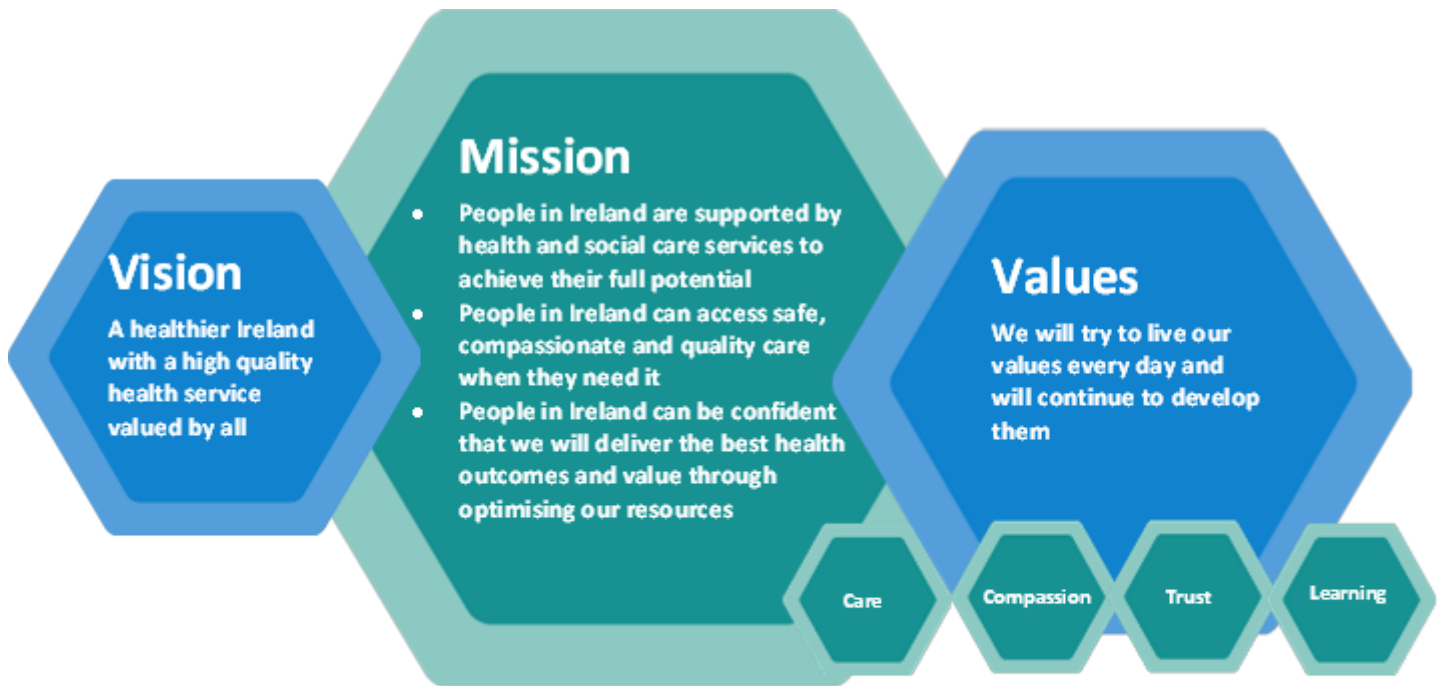 Vision
A healthier Ireland
with a high quality
health service
valued by all
Mission
• People in Ireland are supported by
health and social care services to
achieve their full potential
• People in Ireland can access safe,
compassionate and quality care
when they need it
• People in Ireland can be confident
that we will deliver the best health
outcomes and value through
optimising our resources
Values
We will try to live our
values every day and
will continue to develop
them
Care
Compassion
Trust
Learning